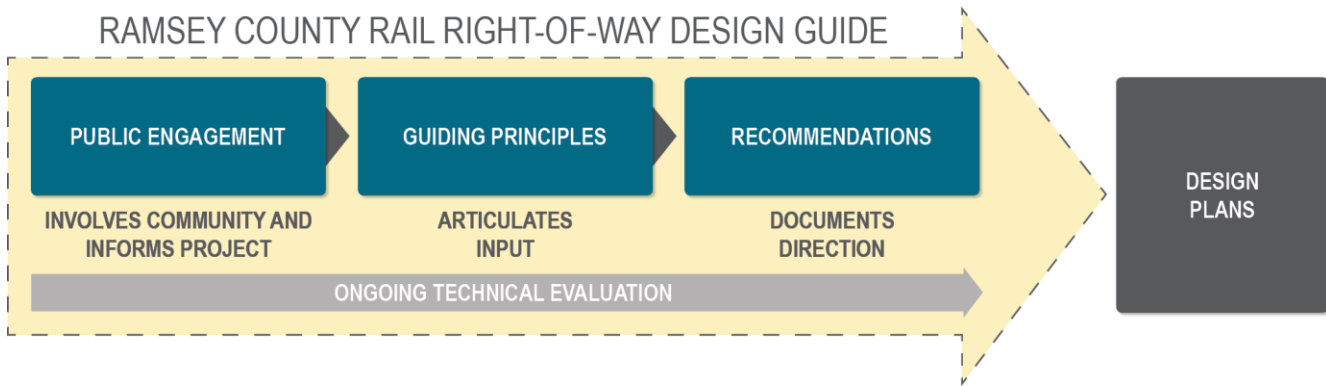 RAMSEY COUNTY RAIL RIGHT-OF-WAY DESIGN GUIDE
PUBLIC ENGAGEMENT
INVOLVES COMMUNITY AND
INFORMS PROJECT
GUIDING PRINCIPLES
ARTICULATES
INPUT
RECOMMENDATIONS
DOCUMENTS
DIRECTION
ONGOING TECHNICAL EVALUATION
DESIGN
PLANS